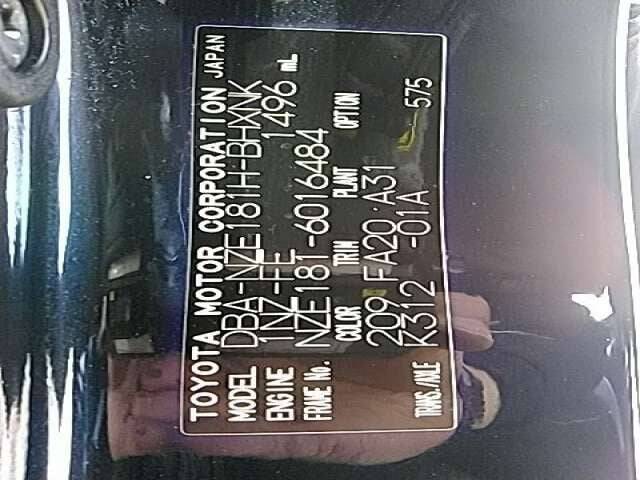 TOYOTA MOTOR CORPORATION JAPAN
MODEL DBA-NZE181H-BHXNK
ENGINE 1NZ-FE 1496 mL
FRAME No. NZE181-6016484
COLOR TRIM PLANT OPTION
209 FA20 A31
TRANS./AXLE K312 -01A 575